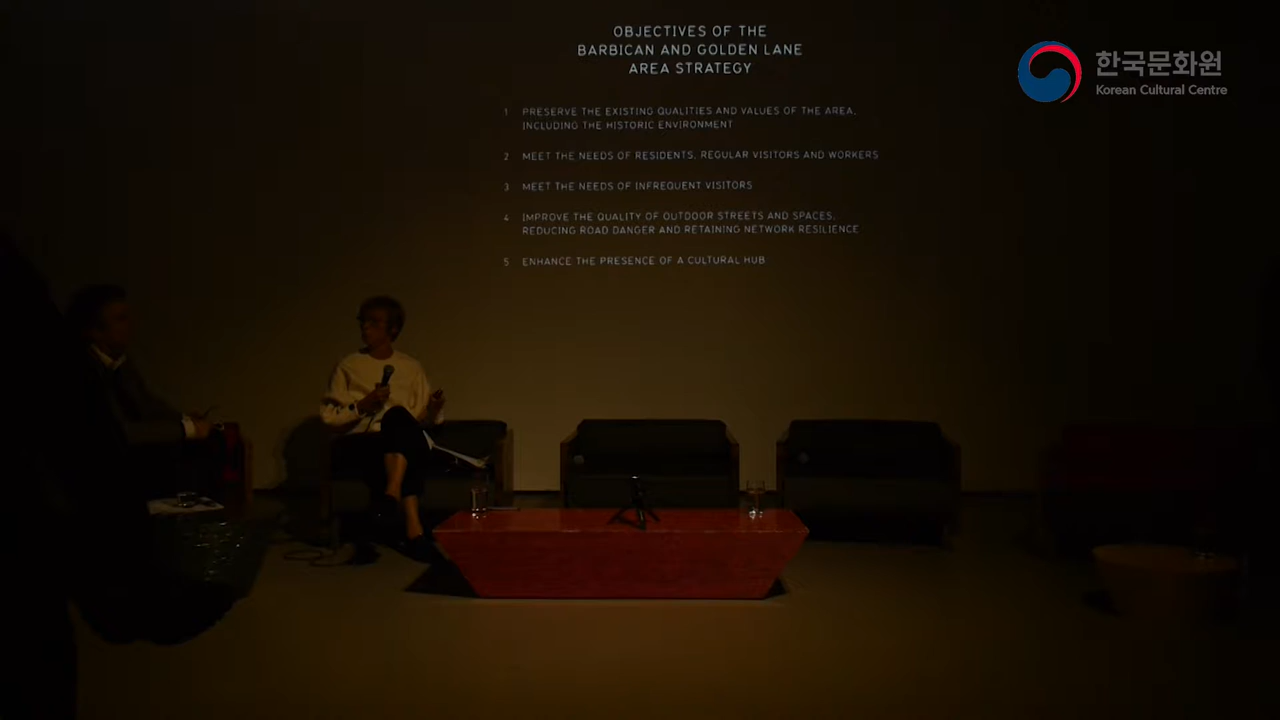 OBJECTIVES OF THE
BARBICAN AND GOLDEN LANE
AREA STRATEGY
1 PRESERVE THE EXISTING QUALITIES AND VALUES OF THE AREA,
INCLUDING THE HISTORIC ENVIRONMENT
2 MEET THE NEEDS OF RESIDENTS, REGULAR VISITORS AND WORKERS
3 MEET THE NEEDS OF INFREQUENT VISITORS
4 IMPROVE THE QUALITY OF OUTDOOR STREETS AND SPACES,
REDUCING ROAD DANGER AND RETAINING NETWORK RESILIENCE
5 ENHANCE THE PRESENCE OF A CULTURAL HUB
한국문화원
Korean Cultural Centre